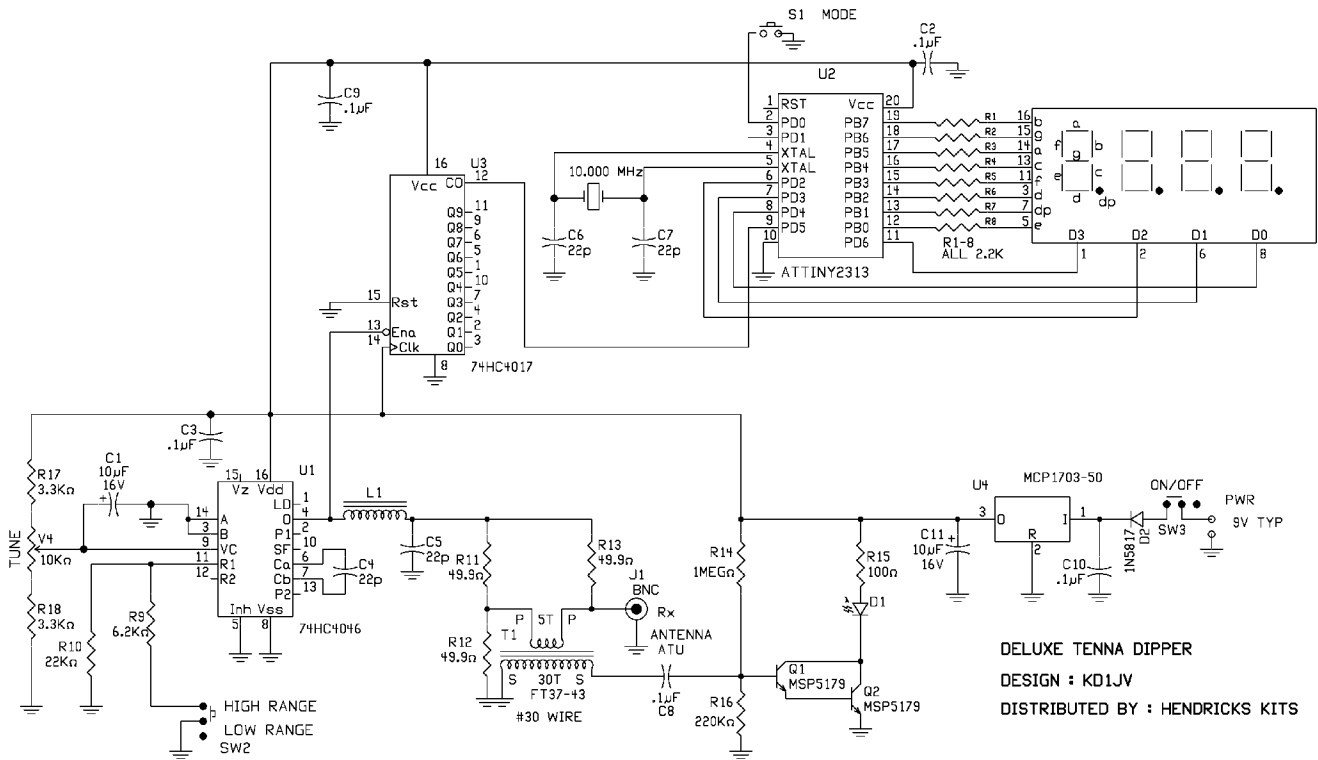 S1 MODE
C2
.1µF
U2
C9
.1µF
1 RST Vcc 20
2 PD0 PB7 19 R1 16 b
3 PD1 PB6 18 R2 15 g
4 XTAL PB5 17 R3 14 a
5 XTAL PB4 16 R4 13 c
6 PD2 PB3 15 R5 11 f
7 PD3 PB2 14 R6 3 d
8 PD4 PB1 13 R7 7 dp
9 PD5 PB0 12 R8 5 e
10 PD6 11
a
f b
g
e c
d dp
D3 D2 D1 D0
1 2 6 8
R1-8
ALL 2.2K
ATTINY2313
10.000 MHz
C6
22p
C7
22p
U3
16
Vcc CO 12
Q9 11
Q8 9
Q7 6
Q6 5
Q5 1
Q4 10
Q3 7
Q2 4
Q1 2
Q0 3
15 Rst
13 Ena
14 >Clk
8
74HC4017
C3
.1µF
R17
3.3KΩ
C1
10µF
16V
+
TUNE
V4
10KΩ
R18
3.3KΩ
R10
22KΩ
R9
6.2KΩ
U1
15 16
Vz Vdd
LD 1
14 A O 4
3 B P1 2
9 VC SF 10
11 R1 Ca 6
12 R2 Cb 7
P2 13
Inh Vss
5 8
74HC4046
C4
22p
HIGH RANGE
LOW RANGE
SW2
L1
C5
22p
R11
49.9Ω
R13
49.9Ω
R12
49.9Ω
J1
BNC
Rx
P 5T P
T1
S 30T S
FT37-43
#30 WIRE
ANTENNA
ATU
.1µF
C8
R14
1MEGΩ
R15
100Ω
D1
R16
220KΩ
Q1
MSP5179
Q2
MSP5179
C11
10µF
16V
+
U4
MCP1703-50
3 O I 1
R
2
C10
.1µF
1N5817
D2
ON/OFF
SW3
PWR
9V TYP
DELUXE TENNA DIPPER
DESIGN : KD1JV
DISTRIBUTED BY : HENDRICKS KITS